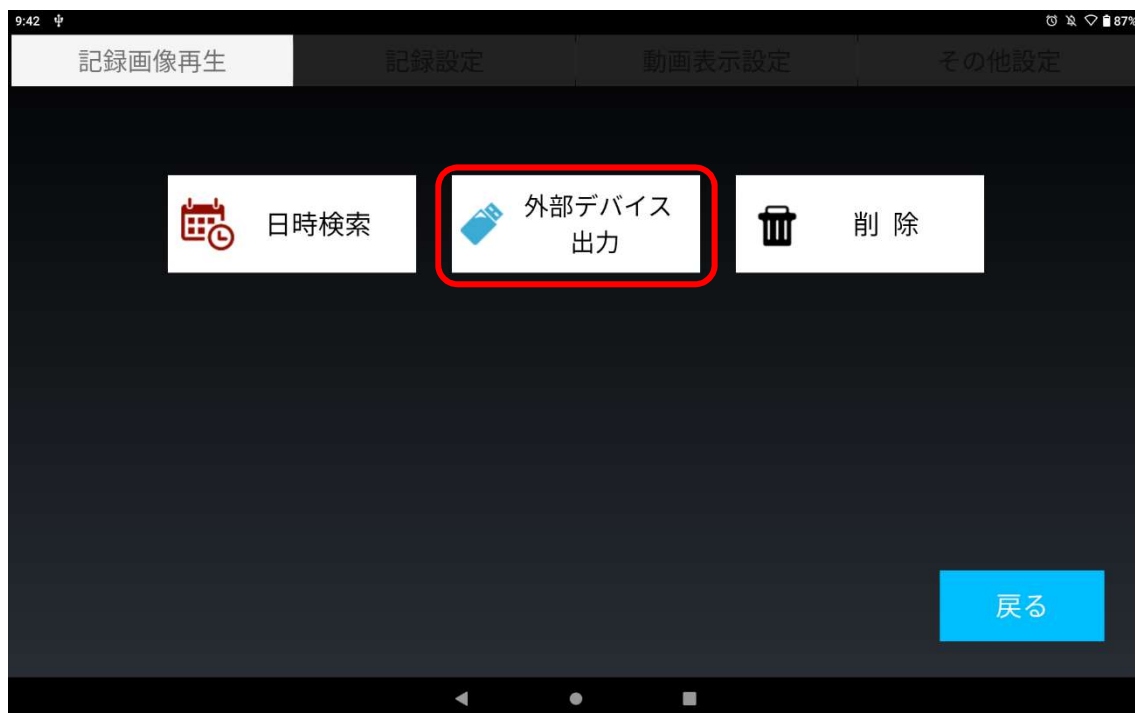 9:42 87%
記録画像再生 記録設定 動画表示設定 その他設定
日時検索
外部デバイス
出力
削 除
戻る